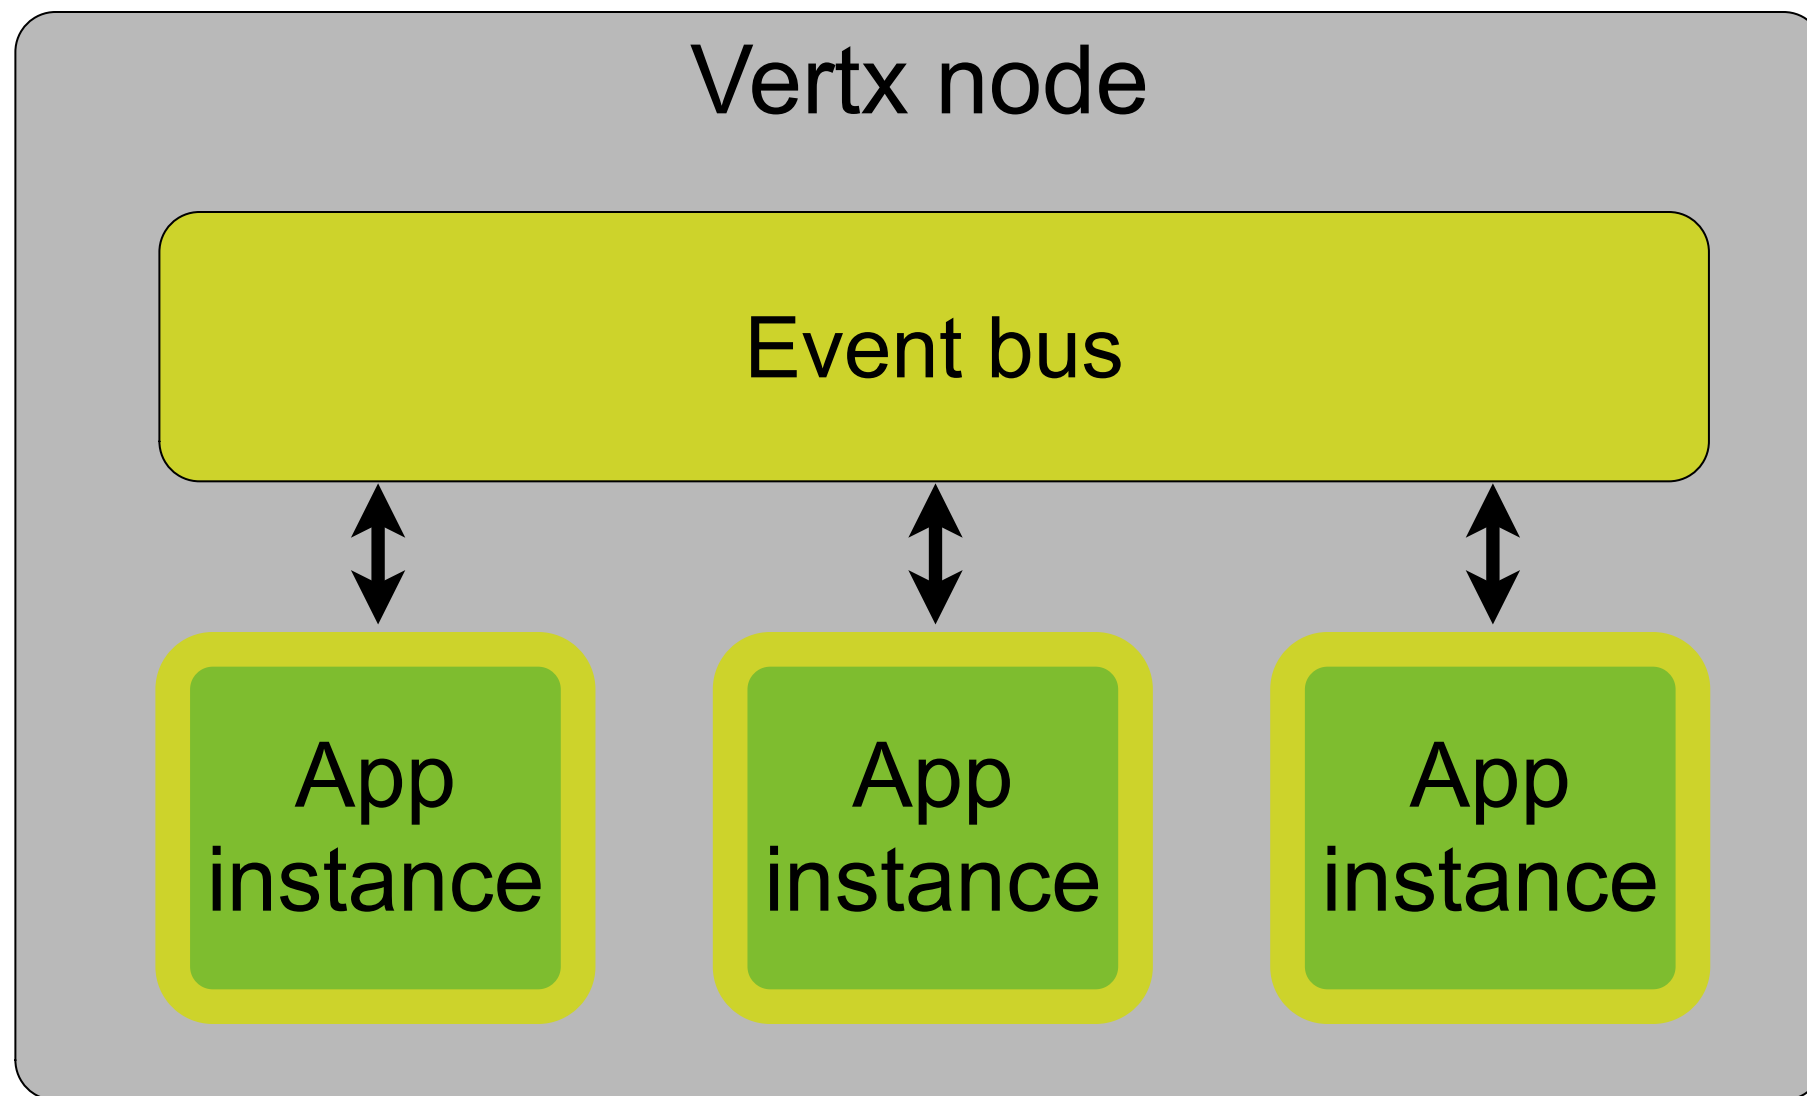 Vertx node
Event bus
App
instance
App
instance
App
instance